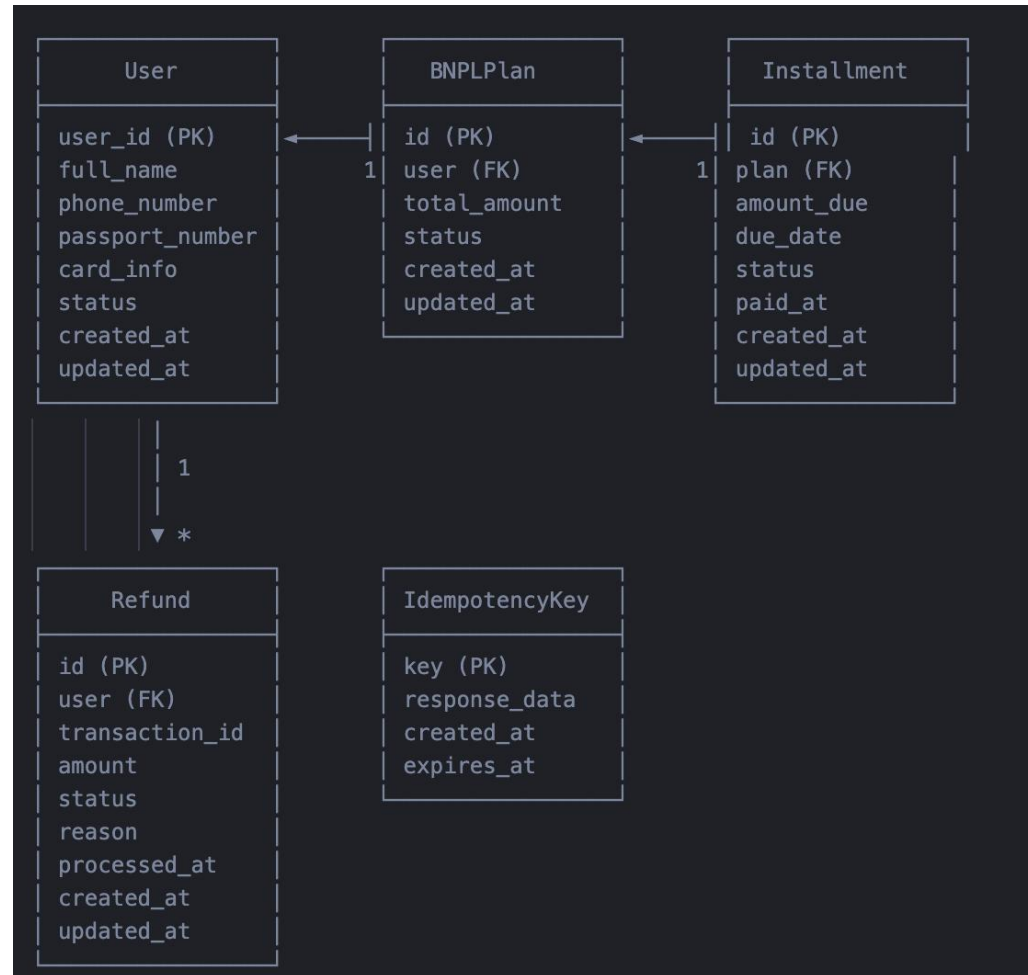 User
user_id (PK)
full_name
phone_number
passport_number
card_info
status
created_at
updated_at
BNPLPlan
id (PK)
user (FK)
total_amount
status
created_at
updated_at
Installment
id (PK)
plan (FK)
amount_due
due_date
status
paid_at
created_at
updated_at
1
1
1
*
Refund
id (PK)
user (FK)
transaction_id
amount
status
reason
processed_at
created_at
updated_at
IdempotencyKey
key (PK)
response_data
created_at
expires_at